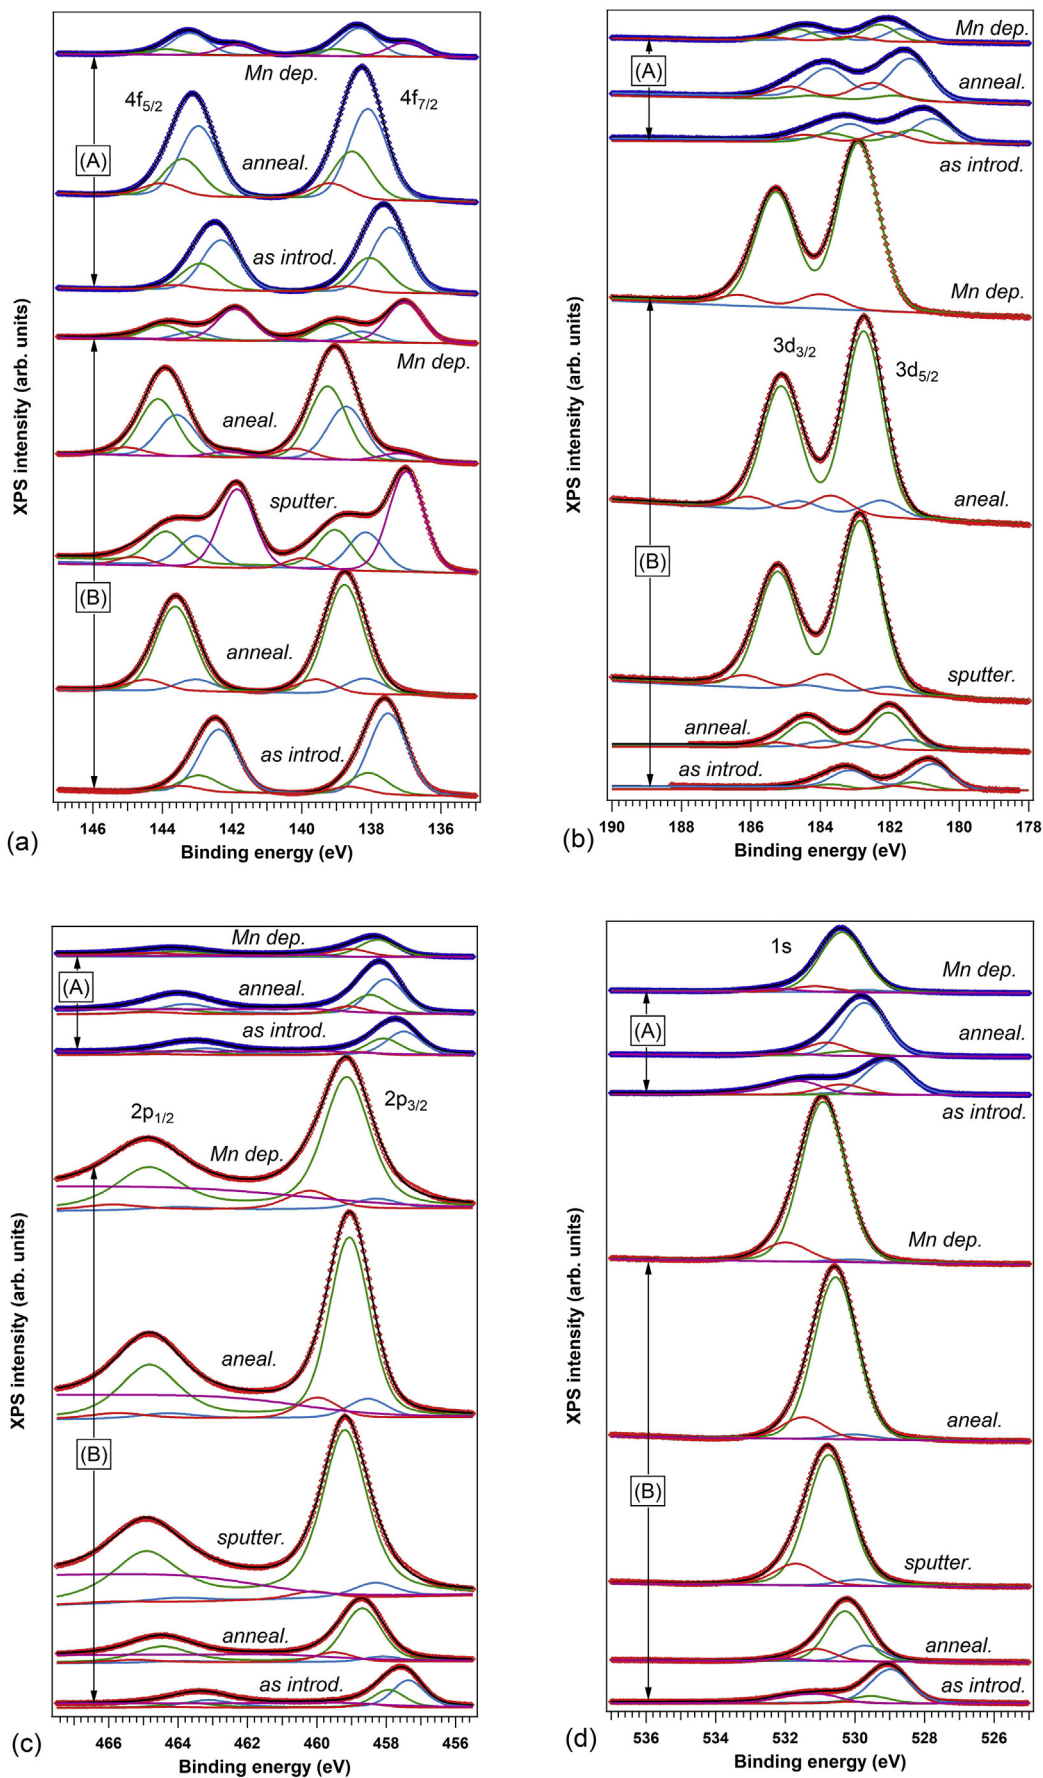 Mn dep.
4f5/2
4f7/2
(A)
anneal.
as introd.
Mn dep.
aneal.
sputter.
(B)
anneal.
as introd.
XPS intensity (arb. units)
146 144 142 140 138 136
Binding energy (eV)
(a)
Mn dep.
(A)
anneal.
as introd.
Mn dep.
3d3/2
3d5/2
aneal.
(B)
sputter.
anneal.
as introd.
XPS intensity (arb. units)
190 188 186 184 182 180 178
Binding energy (eV)
(b)
Mn dep.
(A)
anneal.
as introd.
2p1/2
2p3/2
Mn dep.
aneal.
(B)
sputter.
anneal.
as introd.
XPS intensity (arb. units)
466 464 462 460 458 456
Binding energy (eV)
(c)
1s
Mn dep.
(A)
anneal.
as introd.
Mn dep.
aneal.
(B)
sputter.
anneal.
as introd.
XPS intensity (arb. units)
536 534 532 530 528 526
Binding energy (eV)
(d)